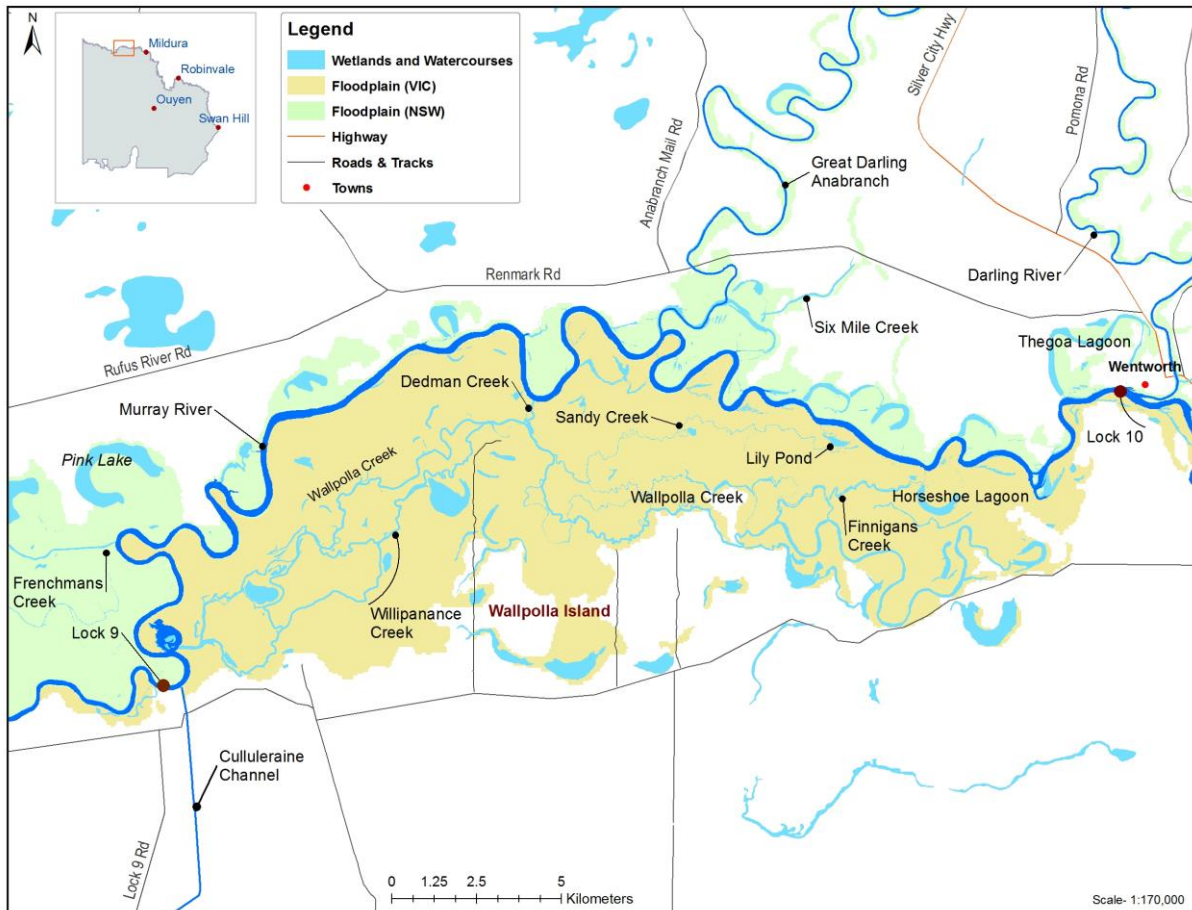 N
Mildura
Robinvale
Ouyen
Swan Hill
Legend
Wetlands and Watercourses
Floodplain (VIC)
Floodplain (NSW)
Highway
Roads & Tracks
Towns
Silver City Hwy
Pomona Rd
Anabranch Mail Rd
Great Darling
Anabranch
Darling River
Renmark Rd
Six Mile Creek
Rufus River Rd
Thegoa Lagoon
Wentworth
Dedman Creek
Murray River
Sandy Creek
Lock 10
Pink Lake
Lily Pond
Wallpolla Creek
Wallpolla Creek
Horseshoe Lagoon
Finnigans
Creek
Frenchmans
Creek
Willipanance
Creek
Wallpolla Island
Lock 9
Culluleraine
Channel
Lock 9 Rd
0 1.25 2.5 5
Kilometers
Scale- 1:170,000